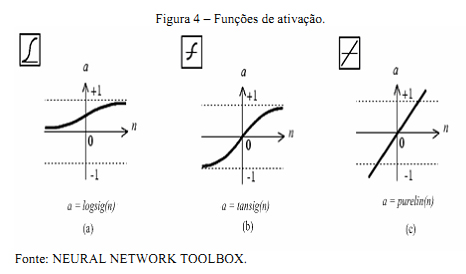 Figura 4 – Funções de ativação.
a a a
+1 +1 +1
n n n
0 0 0
-1 -1 -1
a = logsig(n) a = tansig(n) a = purelin(n)
(a) (b) (c)
Fonte: NEURAL NETWORK TOOLBOX.